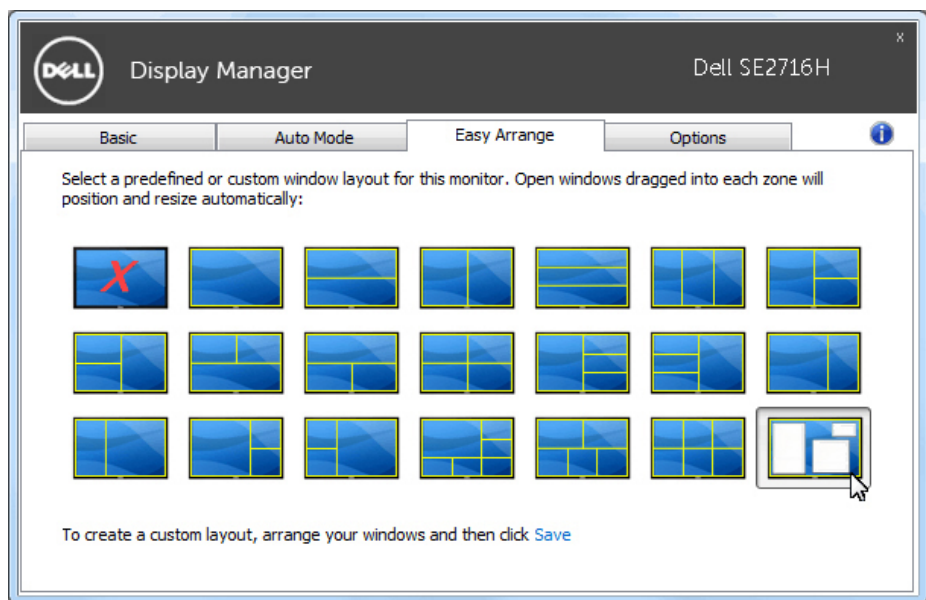 DELL
Display Manager
Dell SE2716H
x
Basic
Auto Mode
Easy Arrange
Options
i
Select a predefined or custom window layout for this monitor. Open windows dragged into each zone will
position and resize automatically:
X
To create a custom layout, arrange your windows and then click Save